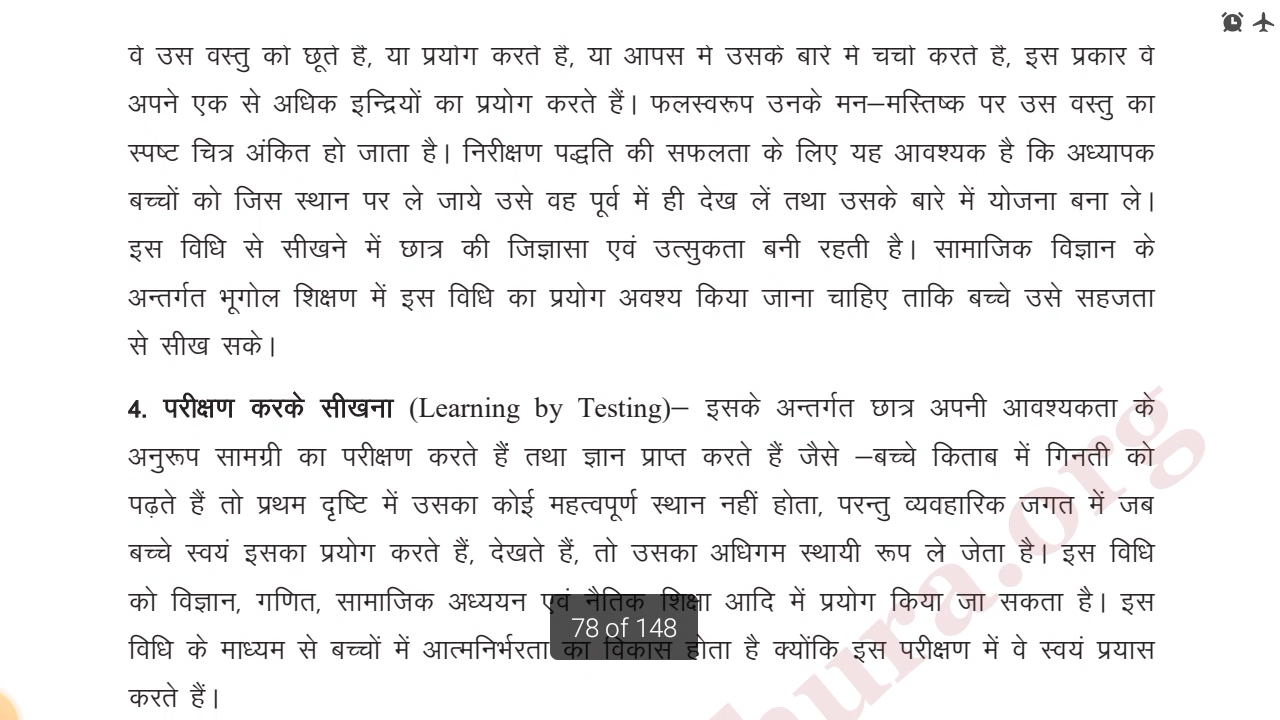 वे उस वस्तु को छूते हैं, या प्रयोग करते हैं, या आपस में उसके बारे में चर्चा करते हैं, इस प्रकार वे
अपने एक से अधिक इन्द्रियों का प्रयोग करते हैं। फलस्वरूप उनके मन–मस्तिष्क पर उस वस्तु का
स्पष्ट चित्र अंकित हो जाता है। निरीक्षण पद्धति की सफलता के लिए यह आवश्यक है कि अध्यापक
बच्चों को जिस स्थान पर ले जाये उसे वह पूर्व में ही देख लें तथा उसके बारे में योजना बना ले।
इस विधि से सीखने में छात्र की जिज्ञासा एवं उत्सुकता बनी रहती है। सामाजिक विज्ञान के
अन्तर्गत भूगोल शिक्षण में इस विधि का प्रयोग अवश्य किया जाना चाहिए ताकि बच्चे उसे सहजता
से सीख सके।
4. परीक्षण करके सीखना (Learning by Testing)– इसके अन्तर्गत छात्र अपनी आवश्यकता के
अनुरूप सामग्री का परीक्षण करते हैं तथा ज्ञान प्राप्त करते हैं जैसे –बच्चे किताब में गिनती को
पढ़ते हैं तो प्रथम दृष्टि में उसका कोई महत्वपूर्ण स्थान नहीं होता, परन्तु व्यवहारिक जगत में जब
बच्चे स्वयं इसका प्रयोग करते हैं, देखते हैं, तो उसका अधिगम स्थायी रूप ले जेता है। इस विधि
को विज्ञान, गणित, सामाजिक अध्ययन एवं नैतिक शिक्षा आदि में प्रयोग किया जा सकता है। इस
78 of 148
विधि के माध्यम से बच्चों में आत्मनिर्भरता का विकास होता है क्योंकि इस परीक्षण में वे स्वयं प्रयास
करते हैं।
hura.org